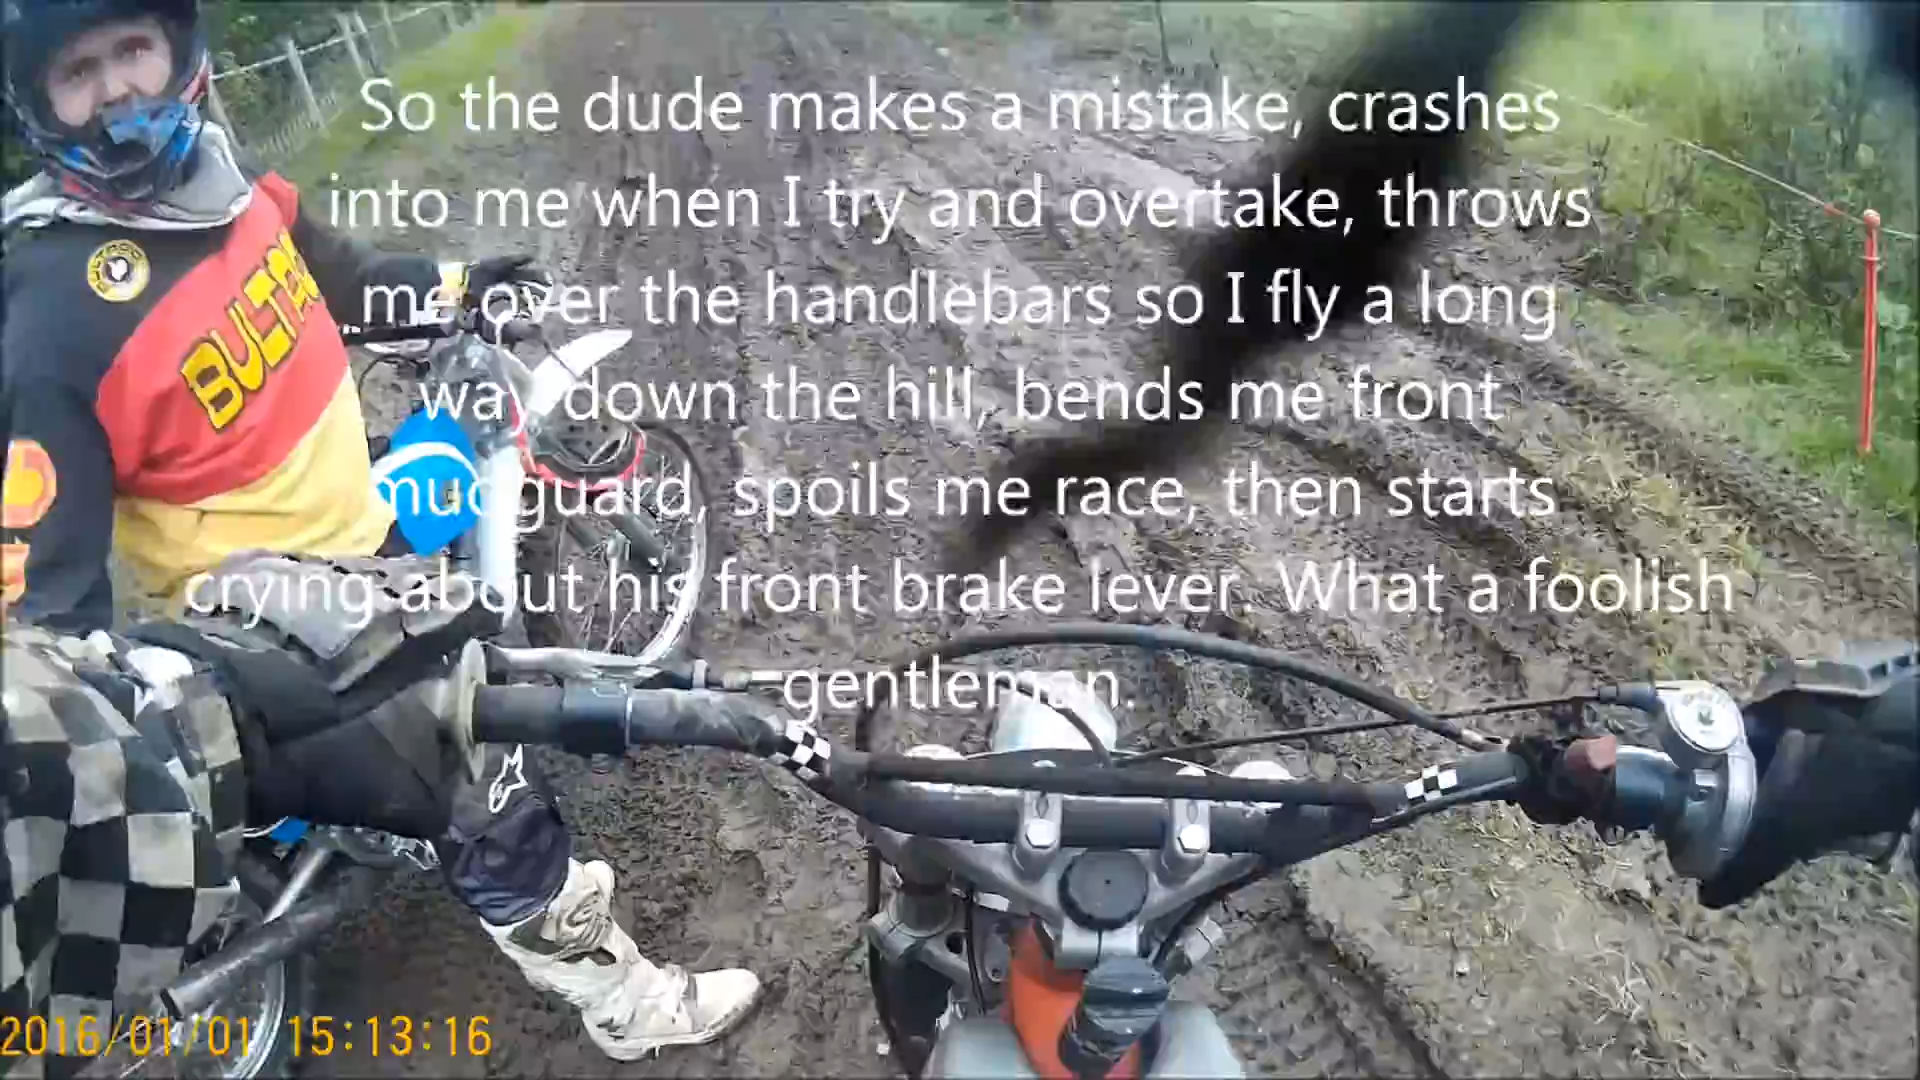 So the dude makes a mistake, crashes
into me when I try and overtake, throws
me over the handlebars so I fly a long
way down the hill, bends me front
mudguard, spoils me race, then starts
crying about his front brake lever. What a foolish
gentleman.
BULTACO
BULTA
2016/01/01 15:13:16